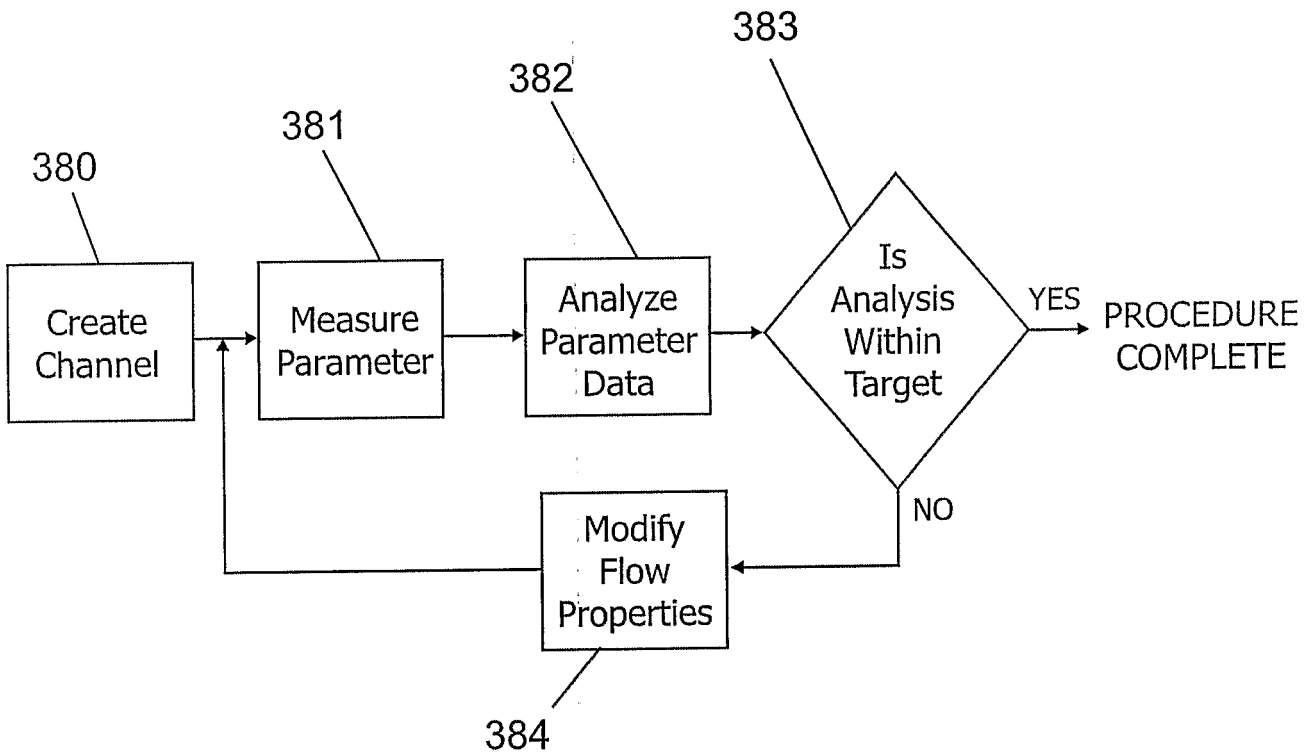 383
382
381
380
Create
Channel
Measure
Parameter
Analyze
Parameter
Data
Is
Analysis
Within
Target
YES
PROCEDURE
COMPLETE
NO
Modify
Flow
Properties
384